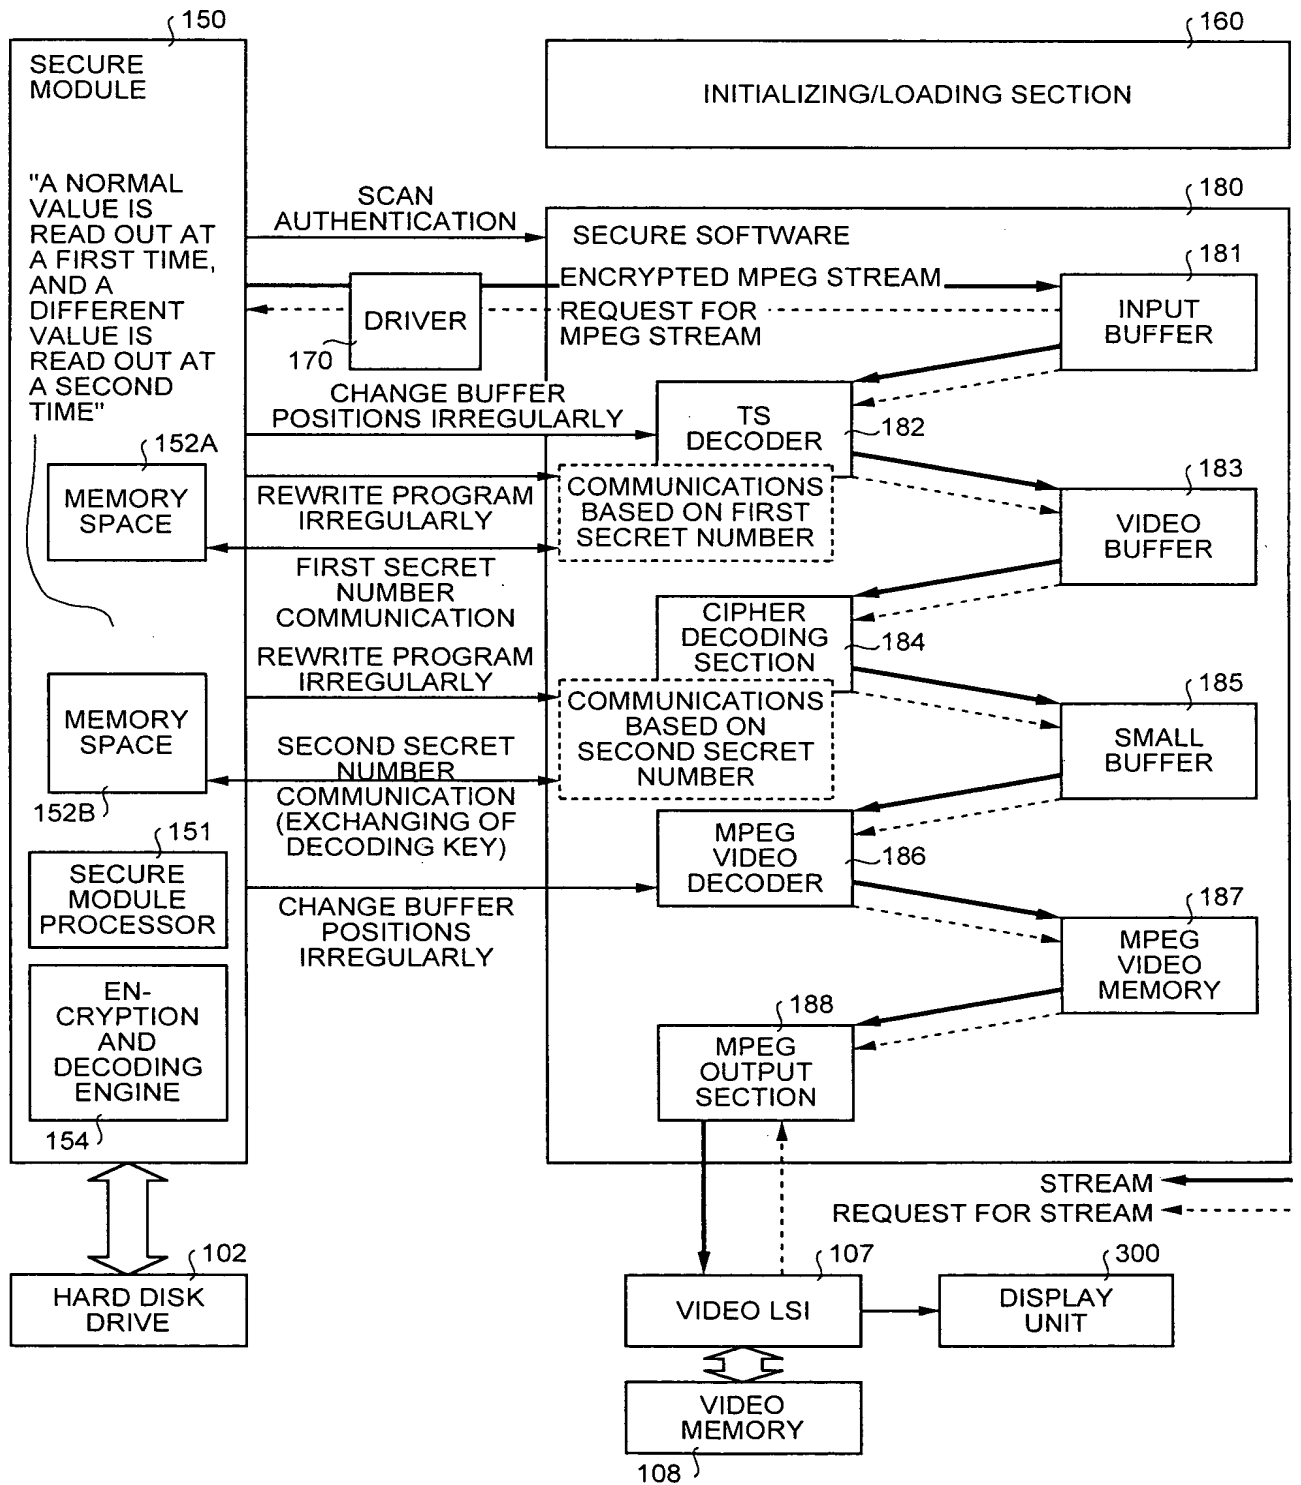 150
SECURE
MODULE
"A NORMAL
VALUE IS
READ OUT AT
A FIRST TIME,
AND A
DIFFERENT
VALUE IS
READ OUT AT
A SECOND
TIME"
152A
MEMORY
SPACE
MEMORY
SPACE
152B
151
SECURE
MODULE
PROCESSOR
EN-
CRYPTION
AND
DECODING
ENGINE
154
102
HARD DISK
DRIVE
SCAN
AUTHENTICATION
DRIVER
170
CHANGE BUFFER
POSITIONS IRREGULARLY
REWRITE PROGRAM
IRREGULARLY
FIRST SECRET
NUMBER
COMMUNICATION
REWRITE PROGRAM
IRREGULARLY
SECOND SECRET
NUMBER
COMMUNICATION
(EXCHANGING OF
DECODING KEY)
CHANGE BUFFER
POSITIONS
IRREGULARLY
160
INITIALIZING/LOADING SECTION
180
SECURE SOFTWARE
ENCRYPTED MPEG STREAM
REQUEST FOR
MPEG STREAM
181
INPUT
BUFFER
TS
DECODER
182
COMMUNICATIONS
BASED ON FIRST
SECRET NUMBER
183
VIDEO
BUFFER
CIPHER
DECODING
SECTION
184
COMMUNICATIONS
BASED ON
SECOND SECRET
NUMBER
185
SMALL
BUFFER
MPEG
VIDEO
DECODER
186
187
MPEG
VIDEO
MEMORY
188
MPEG
OUTPUT
SECTION
STREAM
REQUEST FOR STREAM
107
VIDEO LSI
300
DISPLAY
UNIT
VIDEO
MEMORY
108